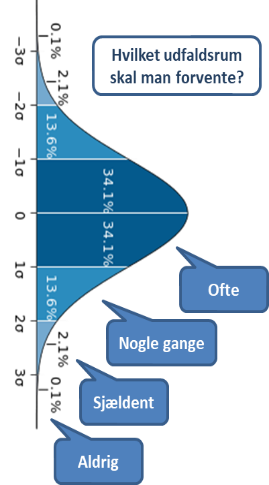 Hvilket udfaldsrum
skal man forvente?
−3σ
0.1%
2.1%
−2σ
13.6%
−1σ
34.1%
0
34.1%
1σ
13.6%
2σ
2.1%
3σ
0.1%
Ofte
Nogle gange
Sjældent
Aldrig